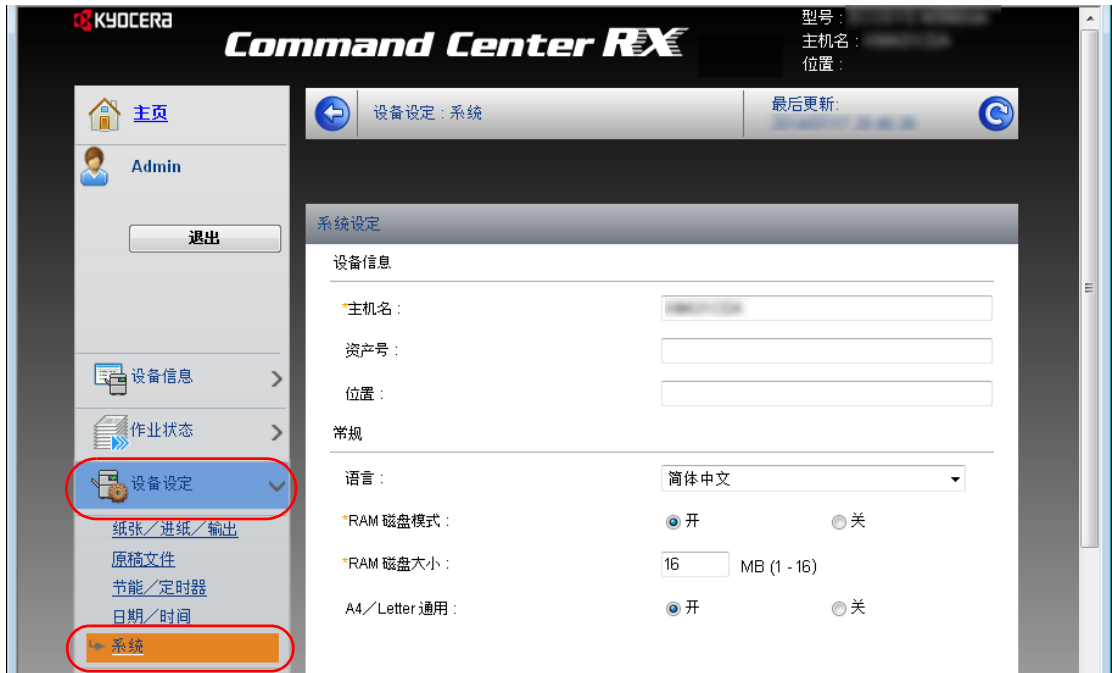 KYOCERA
Command Center RX
型号 :
主机名 :
位置 :
主页
Admin
退出
设备信息
作业状态
设备设定
纸张／进纸／输出
原稿文件
节能／定时器
日期／时间
系统
设备设定 : 系统
最后更新:
系统设定
设备信息
*主机名 :
资产号 :
位置 :
常规
语言 :
简体中文
*RAM 磁盘模式 :
开
关
*RAM 磁盘大小 :
16
MB (1 - 16)
A4／Letter 通用 :
开
关